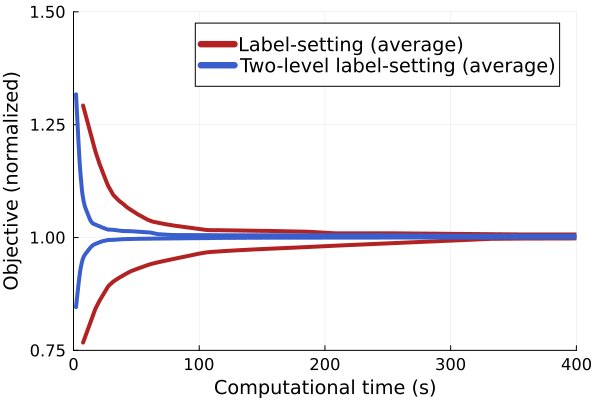 1.50
Label-setting (average)
Two-level label-setting (average)
1.25
1.00
0.75
Objective (normalized)
0 100 200 300 400
Computational time (s)